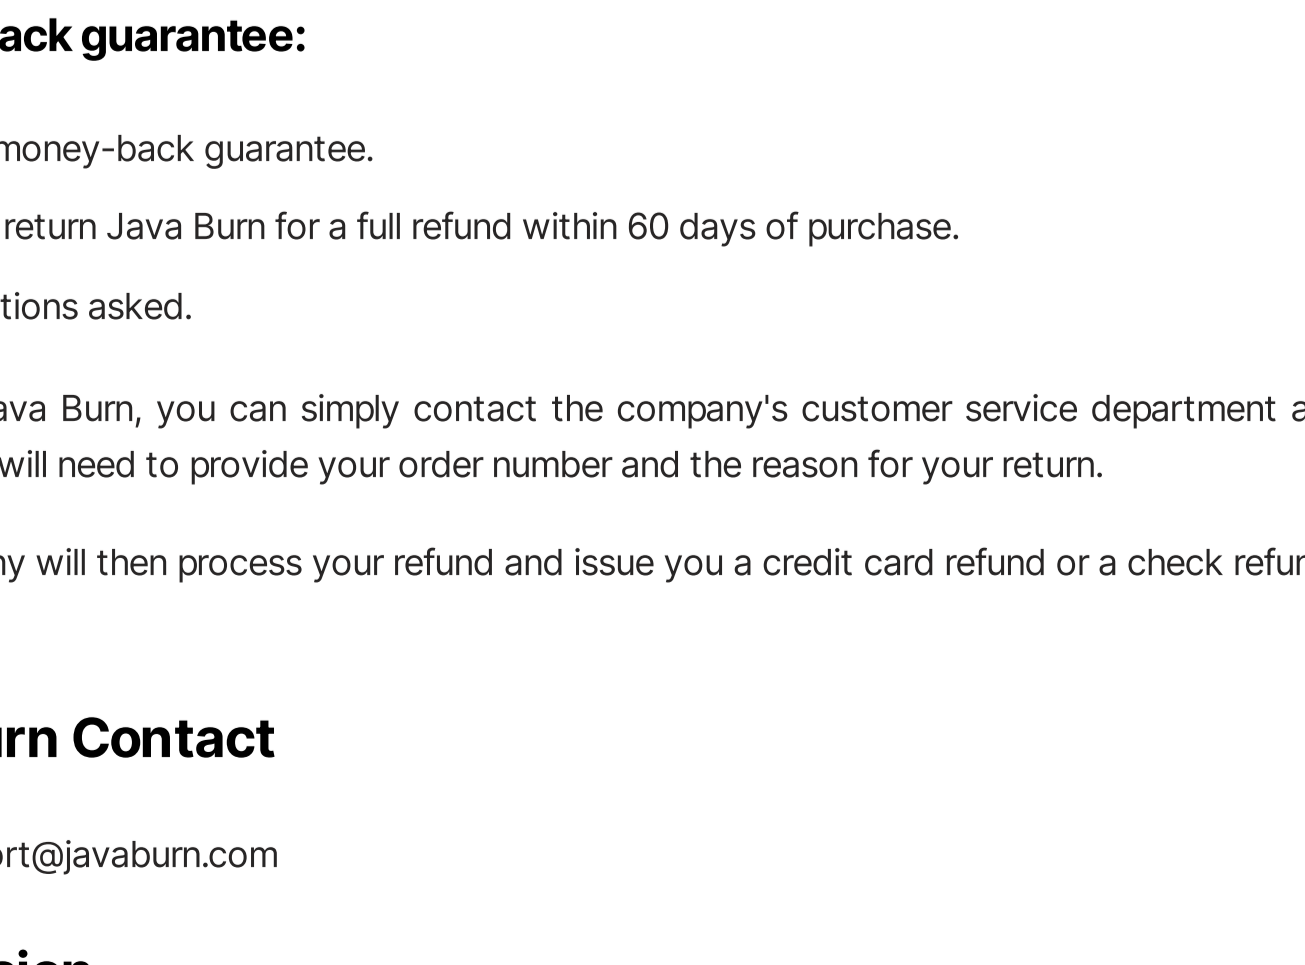 ack guarantee:
money-back guarantee.
return Java Burn for a full refund within 60 days of purchase.
tions asked.
ava Burn, you can simply contact the company's customer service department a
will need to provide your order number and the reason for your return.
ny will then process your refund and issue you a credit card refund or a check refun
urn Contact
ort@javaburn.com